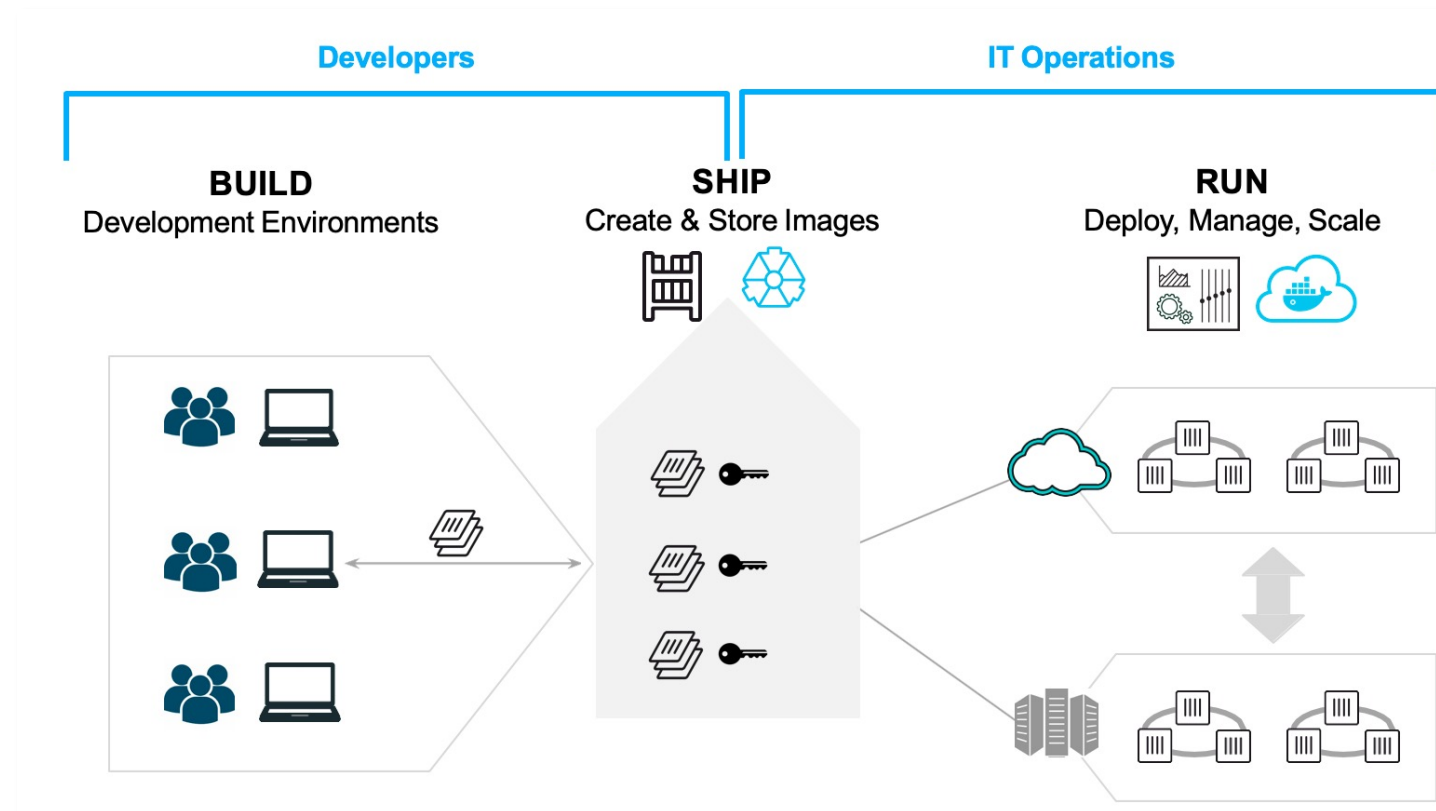 Developers
IT Operations
BUILD
Development Environments
SHIP
Create & Store Images
RUN
Deploy, Manage, Scale